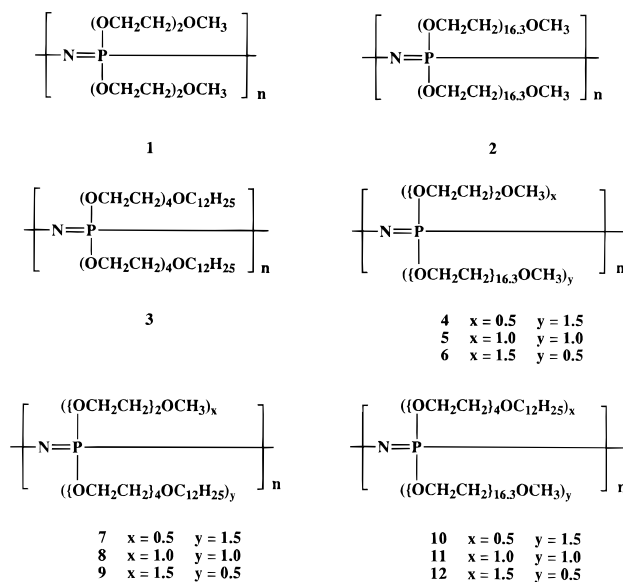 (OCH₂CH₂)₂OCH₃ (OCH₂CH₂)₁₆.₃OCH₃
N=P N=P
(OCH₂CH₂)₂OCH₃ n (OCH₂CH₂)₁₆.₃OCH₃ n
1 2
(OCH₂CH₂)₄OC₁₂H₂₅ ({OCH₂CH₂}₂OCH₃)ₓ
N=P N=P
(OCH₂CH₂)₄OC₁₂H₂₅ n ({OCH₂CH₂}₁₆.₃OCH₃)y n
3
4 x = 0.5 y = 1.5
5 x = 1.0 y = 1.0
6 x = 1.5 y = 0.5
({OCH₂CH₂}₂OCH₃)ₓ ({OCH₂CH₂}₄OC₁₂H₂₅)ₓ
N=P N=P
({OCH₂CH₂}₄OC₁₂H₂₅)y n ({OCH₂CH₂}₁₆.₃OCH₃)y n
7 x = 0.5 y = 1.5 10 x = 0.5 y = 1.5
8 x = 1.0 y = 1.0 11 x = 1.0 y = 1.0
9 x = 1.5 y = 0.5 12 x = 1.5 y = 0.5